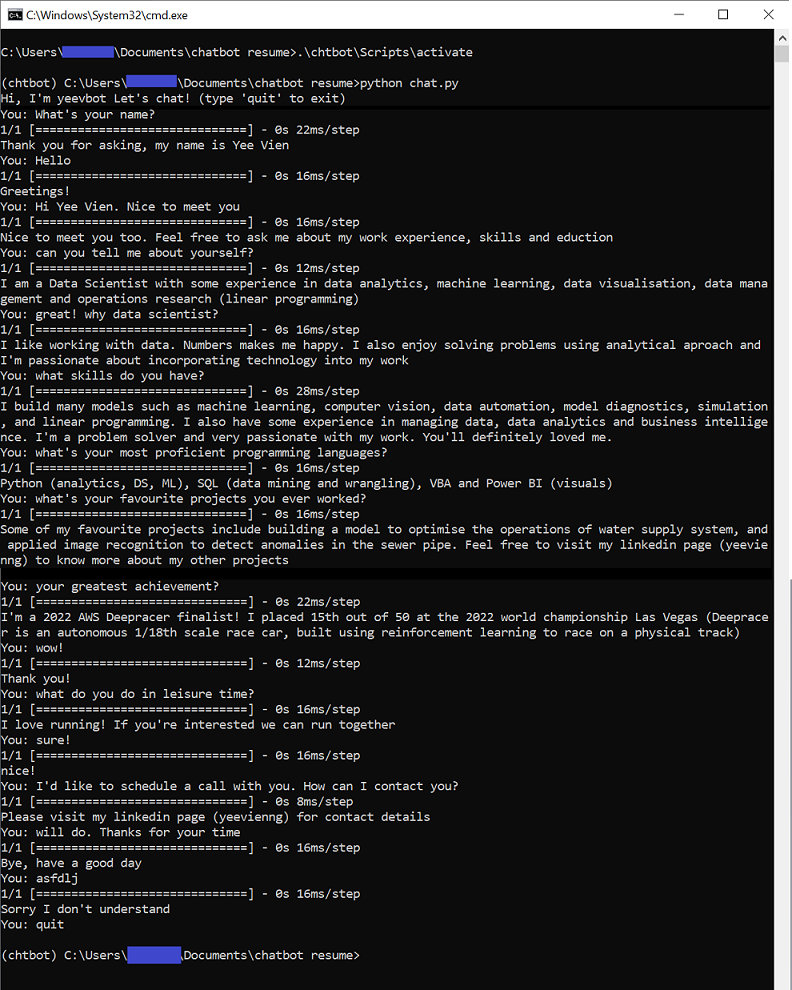 C:\Windows\System32\cmd.exe
C:\Users\ \Documents\chatbot resume>.\chtbot\Scripts\activate
(chtbot) C:\Users\ \Documents\chatbot resume>python chat.py
Hi, I'm yeevbot Let's chat! (type 'quit' to exit)
You: What's your name?
1/1 [==============================] - 0s 22ms/step
Thank you for asking, my name is Yee Vien
You: Hello
1/1 [==============================] - 0s 16ms/step
Greetings!
You: Hi Yee Vien. Nice to meet you
1/1 [==============================] - 0s 16ms/step
Nice to meet you too. Feel free to ask me about my work experience, skills and eduction
You: can you tell me about yourself?
1/1 [==============================] - 0s 12ms/step
I am a Data Scientist with some experience in data analytics, machine learning, data visualisation, data mana
gement and operations research (linear programming)
You: great! why data scientist?
1/1 [==============================] - 0s 16ms/step
I like working with data. Numbers makes me happy. I also enjoy solving problems using analytical aproach and
I'm passionate about incorporating technology into my work
You: what skills do you have?
1/1 [==============================] - 0s 28ms/step
I build many models such as machine learning, computer vision, data automation, model diagnostics, simulation
, and linear programming. I also have some experience in managing data, data analytics and business intellige
nce. I'm a problem solver and very passionate with my work. You'll definitely loved me.
You: what's your most proficient programming languages?
1/1 [==============================] - 0s 16ms/step
Python (analytics, DS, ML), SQL (data mining and wrangling), VBA and Power BI (visuals)
You: what's your favourite projects you ever worked?
1/1 [==============================] - 0s 16ms/step
Some of my favourite projects include building a model to optimise the operations of water supply system, and
applied image recognition to detect anomalies in the sewer pipe. Feel free to visit my linkedin page (yeevie
nng) to know more about my other projects
You: your greatest achievement?
1/1 [==============================] - 0s 22ms/step
I'm a 2022 AWS Deepracer finalist! I placed 15th out of 50 at the 2022 world championship Las Vegas (Deeprace
r is an autonomous 1/18th scale race car, built using reinforcement learning to race on a physical track)
You: wow!
1/1 [==============================] - 0s 12ms/step
Thank you!
You: what do you do in leisure time?
1/1 [==============================] - 0s 16ms/step
I love running! If you're interested we can run together
You: sure!
1/1 [==============================] - 0s 16ms/step
nice!
You: I'd like to schedule a call with you. How can I contact you?
1/1 [==============================] - 0s 8ms/step
Please visit my linkedin page (yeevienng) for contact details
You: will do. Thanks for your time
1/1 [==============================] - 0s 16ms/step
Bye, have a good day
You: asfdlj
1/1 [==============================] - 0s 16ms/step
Sorry I don't understand
You: quit
(chtbot) C:\Users\ \Documents\chatbot resume>